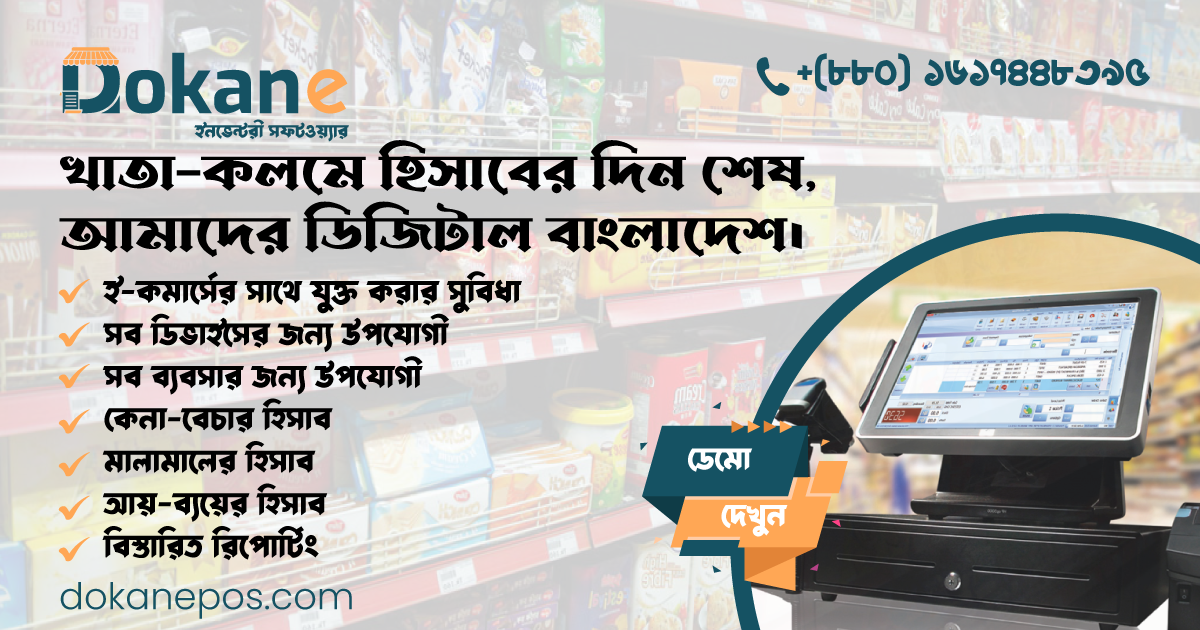 Dokane
ইনভেন্টরী সফটওয়্যার
+(৮৮০) ১৬১৭৪৪৮৩৯৫
খাতা-কলমে হিসাবের দিন শেষ,
আমাদের ডিজিটাল বাংলাদেশ।
ই-কমার্সের সাথে যুক্ত করার সুবিধা
সব ডিভাইসের জন্য উপযোগী
সব ব্যবসার জন্য উপযোগী
কেনা-বেচার হিসাব
মালামালের হিসাব
আয়-ব্যয়ের হিসাব
বিস্তারিত রিপোর্টিং
ডেমো
দেখুন
dokanepos.com